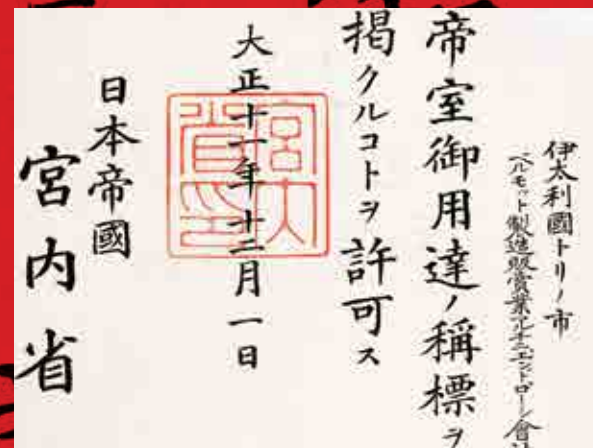 伊太利國トリノ市
ベルモット製造販賣業
帝室御用達ノ稱標ヲ
掲クルコトヲ許可ス
大正十一年十二月一日
日本帝國
宮内省